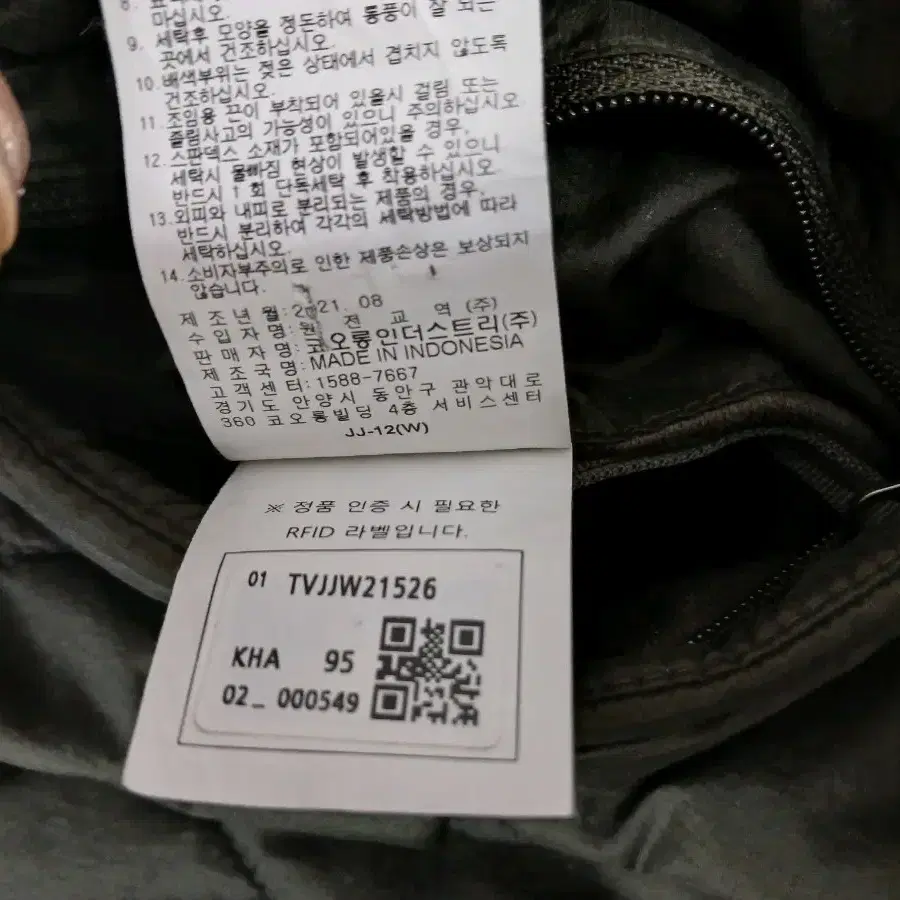 마십시오.
9. 세탁후 모양을 정돈하여 통풍이 잘 되는
곳에서 건조하십시오.
10. 배색부위는 젖은 상태에서 겹치지 않도록
건조하십시오.
11. 조임용 끈이 부착되어 있을시 걸림 또는
졸림사고의 가능성이 있으니 주의하십시오
12. 스판덱스 소재가 포함되어있을 경우,
세탁시 물빠짐 현상이 발생할 수 있으니
반드시 1회 단독세탁 후 착용하십시오.
13. 외피와 내피로 분리되는 제품의 경우,
반드시 분리하여 각각의 세탁방법에 따라
세탁하십시오.
14. 소비자부주의로 인한 제품손상은 보상되지
않습니다.
제조년월: 2021. 08
수입자명: 원전교역(주)
판매자명: 코오롱인더스트리(주)
제조국명: MADE IN INDONESIA
고객센터: 1588-7667
경기도 안양시 동안구 관악대로
360 코오롱빌딩 4층 서비스센터
JJ-12(W)
※ 정품 인증 시 필요한
RFID 라벨입니다.
01 TVJJW21526
KHA 95
02_ 000549